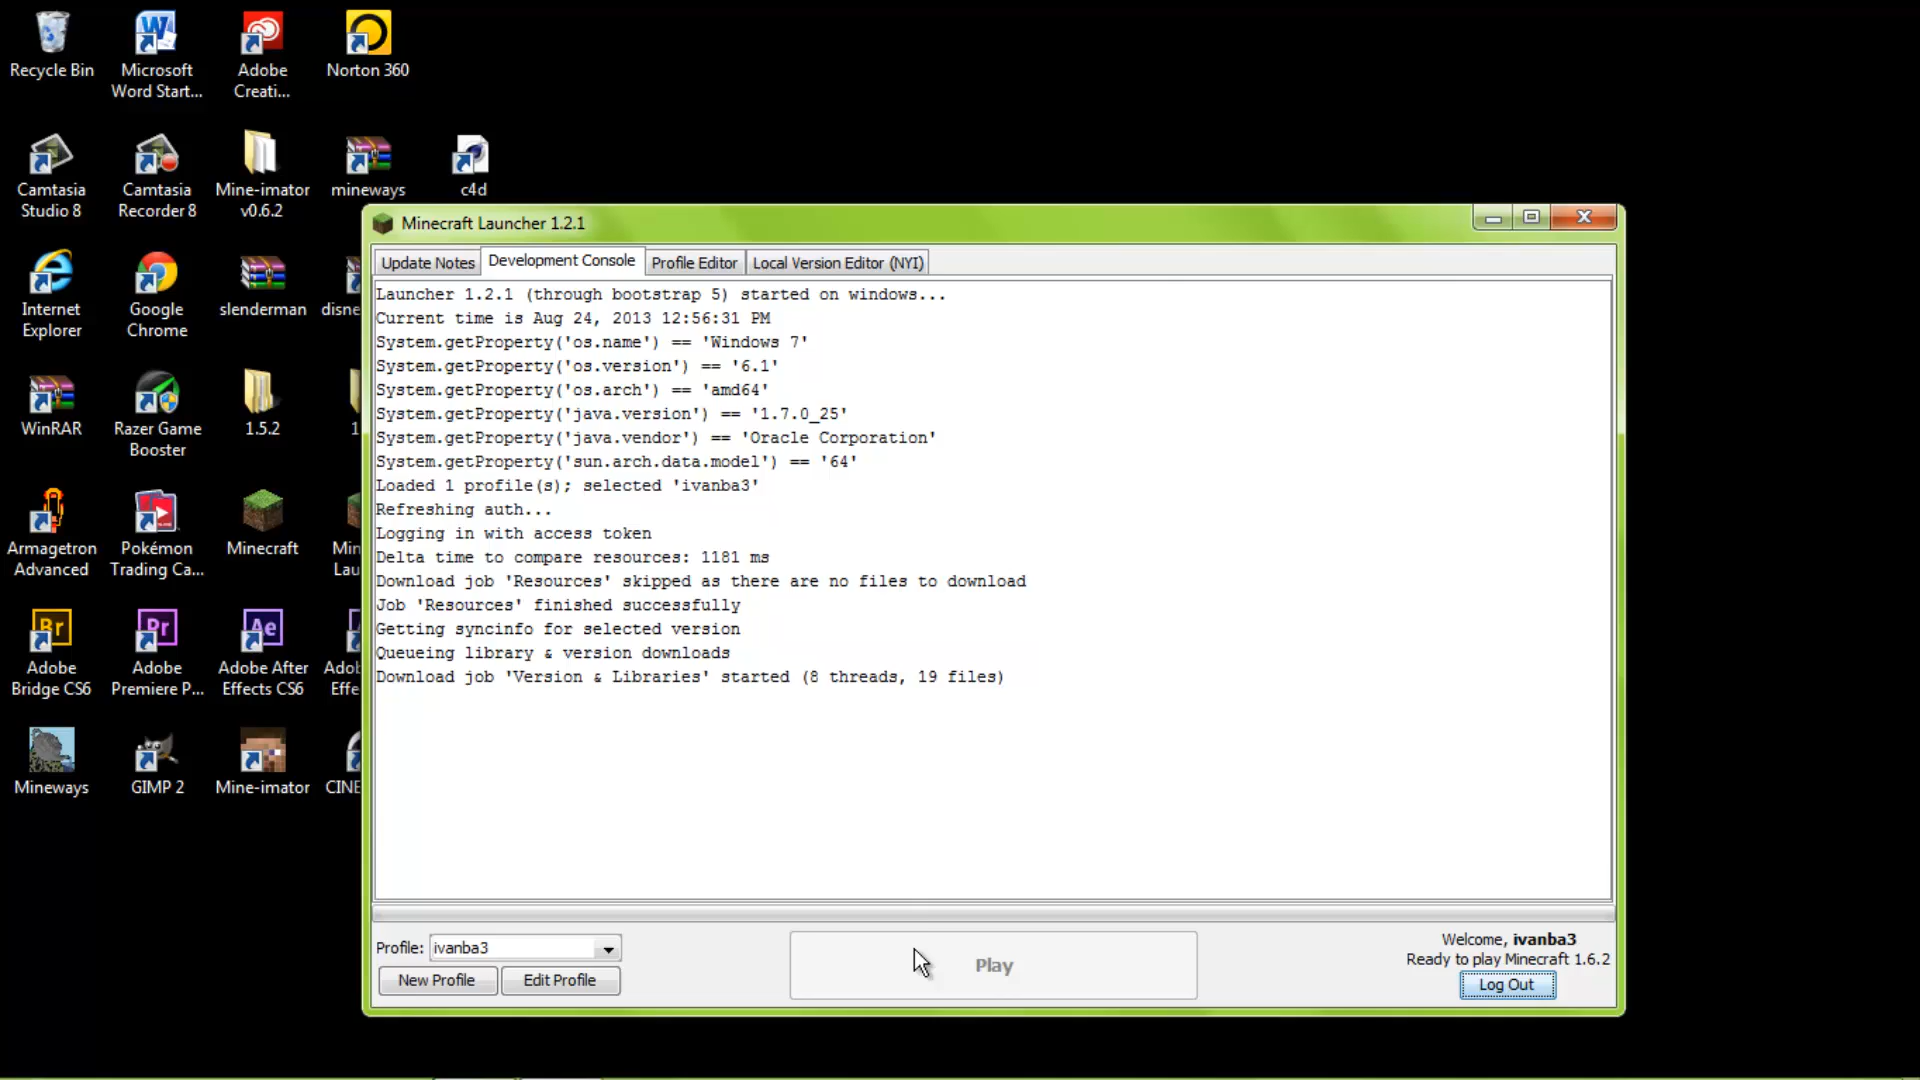 Recycle Bin
Microsoft
Word Start...
Adobe
Creati...
Norton 360
Camtasia
Studio 8
Camtasia
Recorder 8
Mine-imator
v0.6.2
mineways
c4d
Internet
Explorer
Google
Chrome
slenderman
disne
WinRAR
Razer Game
Booster
1.5.2
1
Armagetron
Advanced
Pokémon
Trading Ca...
Minecraft
Min
Lau
Br
Adobe
Bridge CS6
Pr
Adobe
Premiere P...
Ae
Adobe After
Effects CS6
Adob
Effe
Mineways
GIMP 2
Mine-imator
CINE
Minecraft Launcher 1.2.1
Update Notes
Development Console
Profile Editor
Local Version Editor (NYI)
Launcher 1.2.1 (through bootstrap 5) started on windows...
Current time is Aug 24, 2013 12:56:31 PM
System.getProperty('os.name') == 'Windows 7'
System.getProperty('os.version') == '6.1'
System.getProperty('os.arch') == 'amd64'
System.getProperty('java.version') == '1.7.0_25'
System.getProperty('java.vendor') == 'Oracle Corporation'
System.getProperty('sun.arch.data.model') == '64'
Loaded 1 profile(s); selected 'ivanba3'
Refreshing auth...
Logging in with access token
Delta time to compare resources: 1181 ms
Download job 'Resources' skipped as there are no files to download
Job 'Resources' finished successfully
Getting syncinfo for selected version
Queueing library & version downloads
Download job 'Version & Libraries' started (8 threads, 19 files)
Profile: ivanba3
New Profile
Edit Profile
Play
Welcome, ivanba3
Ready to play Minecraft 1.6.2
Log Out